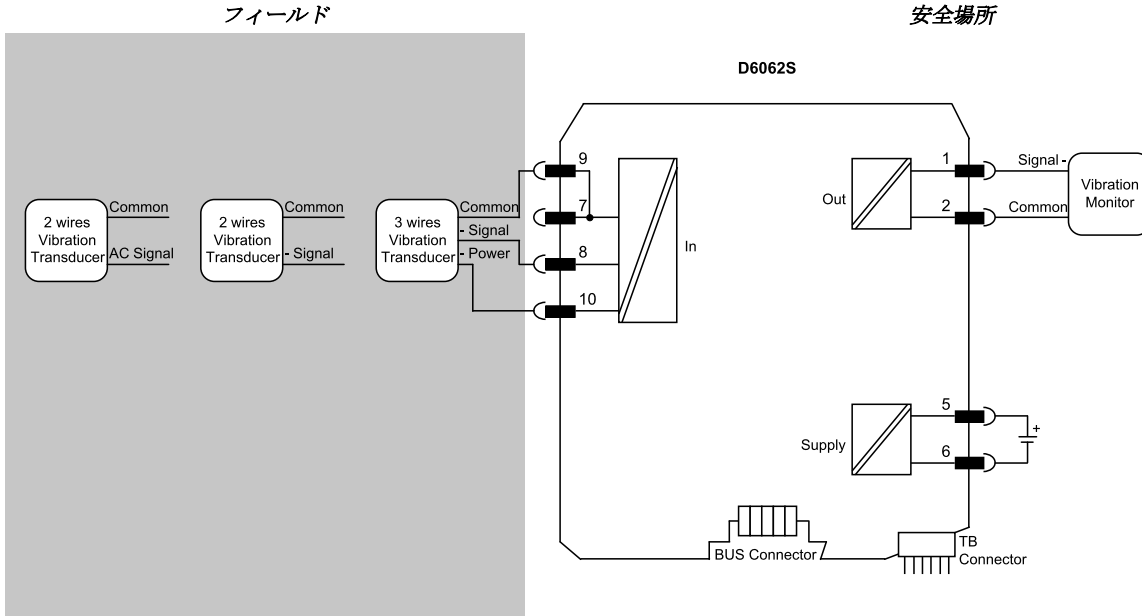 フィールド
安全場所
D6062S
2 wires
Vibration
Transducer
Common
AC Signal
2 wires
Vibration
Transducer
Common
- Signal
3 wires
Vibration
Transducer
Common
- Signal
- Power
9
7
8
10
In
Out
1
2
Signal -
Common
Vibration
Monitor
Supply
5
6
+
BUS Connector
TB
Connector